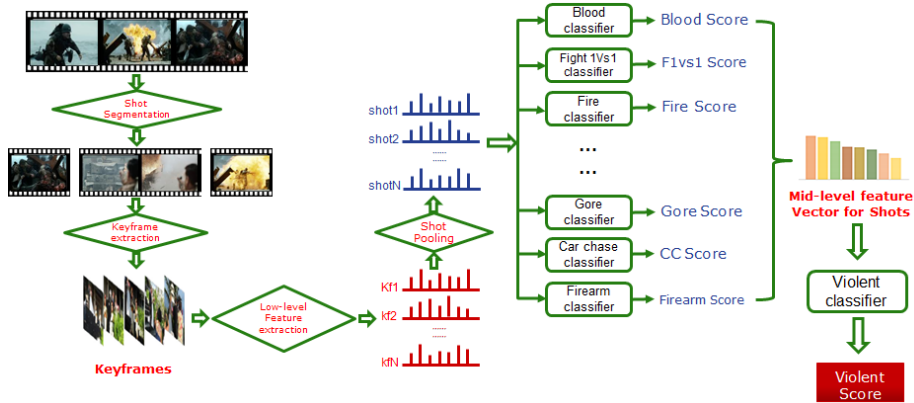 Shot
Segmentation
Keyframe
extraction
Keyframes
Low-level
Feature
extraction
Kf1
kf2
......
kfN
Shot
Pooling
shot1
shot2
......
shotN
Blood
classifier
Fight 1Vs1
classifier
Fire
classifier
...
...
Gore
classifier
Car chase
classifier
Firearm
classifier
Blood Score
F1vs1 Score
Fire Score
...
...
Gore Score
CC Score
Firearm Score
Mid-level feature
Vector for Shots
Violent
classifier
Violent
Score